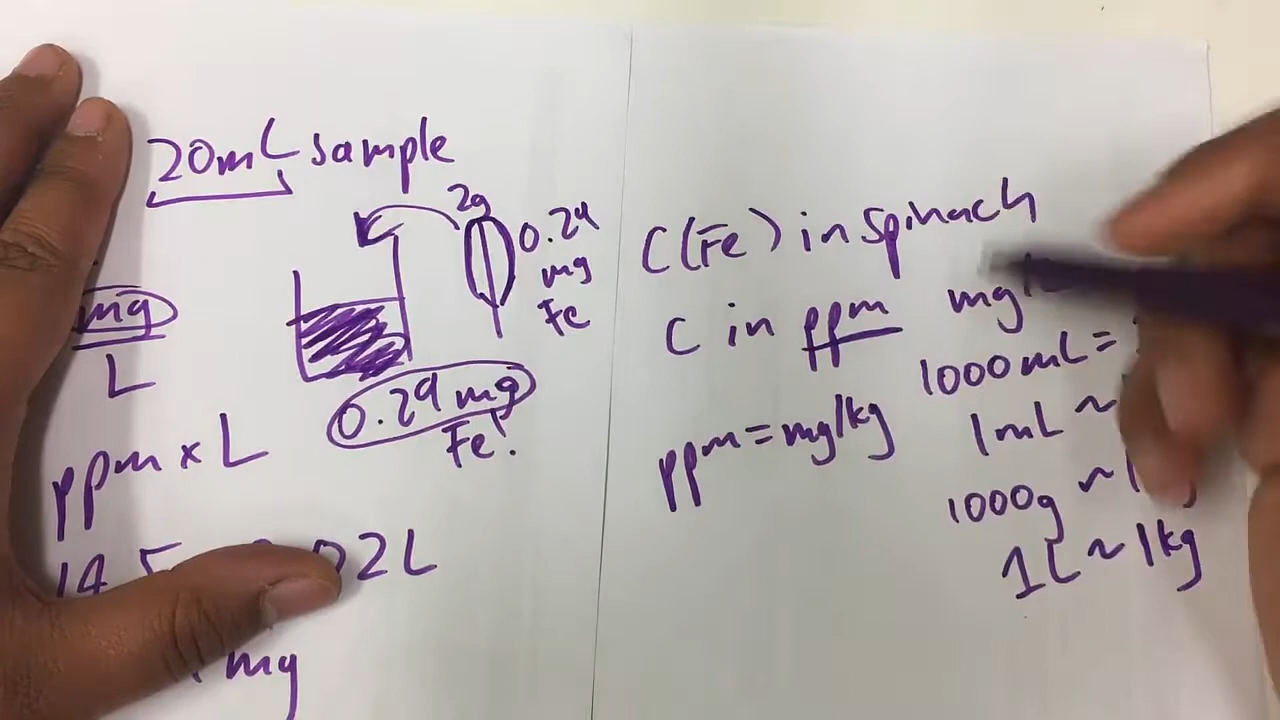 20mL sample
2g
0.29
mg
Fe
mg
L
0.29 mg
Fe!
ppm x L
02L
mg
C(Fe) in spinach
C in ppm
mg/
1000mL =
ppm = mg/kg
1mL ~
1000g ~
1L ~ 1kg